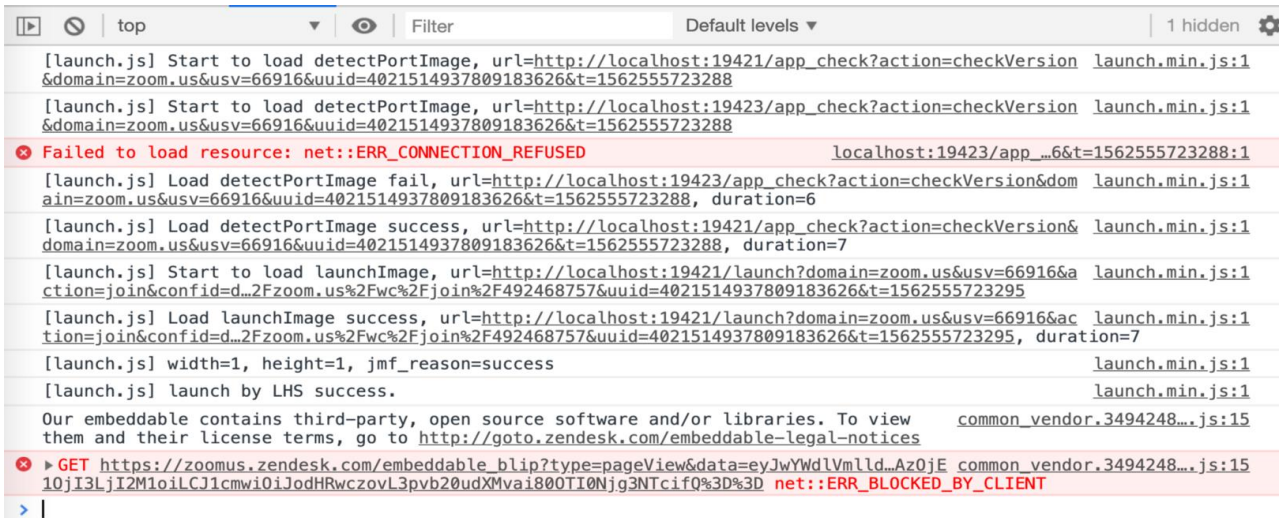 top ▼ Filter Default levels ▼ 1 hidden
[launch.js] Start to load detectPortImage, url=http://localhost:19421/app_check?action=checkVersion launch.min.js:1
&domain=zoom.us&usv=66916&uuid=4021514937809183626&t=1562555723288
[launch.js] Start to load detectPortImage, url=http://localhost:19423/app_check?action=checkVersion launch.min.js:1
&domain=zoom.us&usv=66916&uuid=4021514937809183626&t=1562555723288
Failed to load resource: net::ERR_CONNECTION_REFUSED localhost:19423/app_…6&t=1562555723288:1
[launch.js] Load detectPortImage fail, url=http://localhost:19423/app_check?action=checkVersion&dom launch.min.js:1
ain=zoom.us&usv=66916&uuid=4021514937809183626&t=1562555723288, duration=6
[launch.js] Load detectPortImage success, url=http://localhost:19421/app_check?action=checkVersion& launch.min.js:1
domain=zoom.us&usv=66916&uuid=4021514937809183626&t=1562555723288, duration=7
[launch.js] Start to load launchImage, url=http://localhost:19421/launch?domain=zoom.us&usv=66916&a launch.min.js:1
ction=join&confid=d…2Fzoom.us%2Fwc%2Fjoin%2F492468757&uuid=4021514937809183626&t=1562555723295
[launch.js] Load launchImage success, url=http://localhost:19421/launch?domain=zoom.us&usv=66916&ac launch.min.js:1
tion=join&confid=d…2Fzoom.us%2Fwc%2Fjoin%2F492468757&uuid=4021514937809183626&t=1562555723295, duration=7
[launch.js] width=1, height=1, jmf_reason=success launch.min.js:1
[launch.js] launch by LHS success. launch.min.js:1
Our embeddable contains third-party, open source software and/or libraries. To view common_vendor.3494248….js:15
them and their license terms, go to http://goto.zendesk.com/embeddable-legal-notices
▶GET https://zoomus.zendesk.com/embeddable_blip?type=pageView&data=eyJwYWdlVmlld…AzOjE common_vendor.3494248….js:15
1OjI3LjI2M1oiLCJ1cmwiOiJodHRwczovL3pvb20udXMvai80OTI0Njg3NTcifQ%3D%3D net::ERR_BLOCKED_BY_CLIENT
>